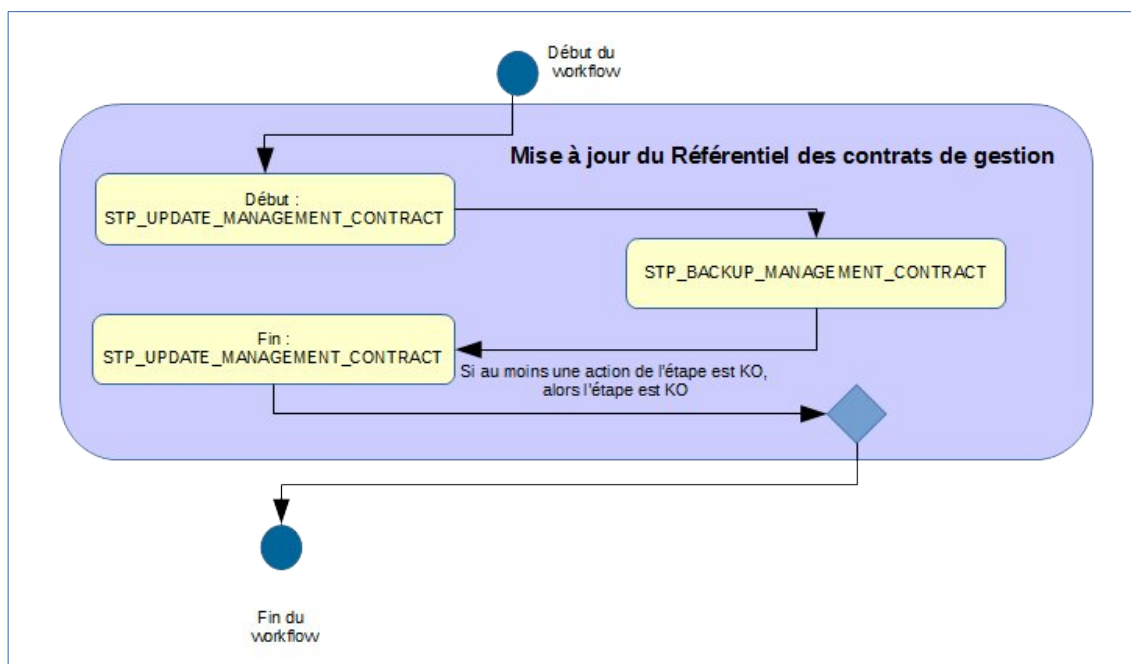 Début du
workflow
Mise à jour du Référentiel des contrats de gestion
Début :
STP_UPDATE_MANAGEMENT_CONTRACT
STP_BACKUP_MANAGEMENT_CONTRACT
Fin :
STP_UPDATE_MANAGEMENT_CONTRACT
Si au moins une action de l'étape est KO,
alors l'étape est KO
Fin du
workflow